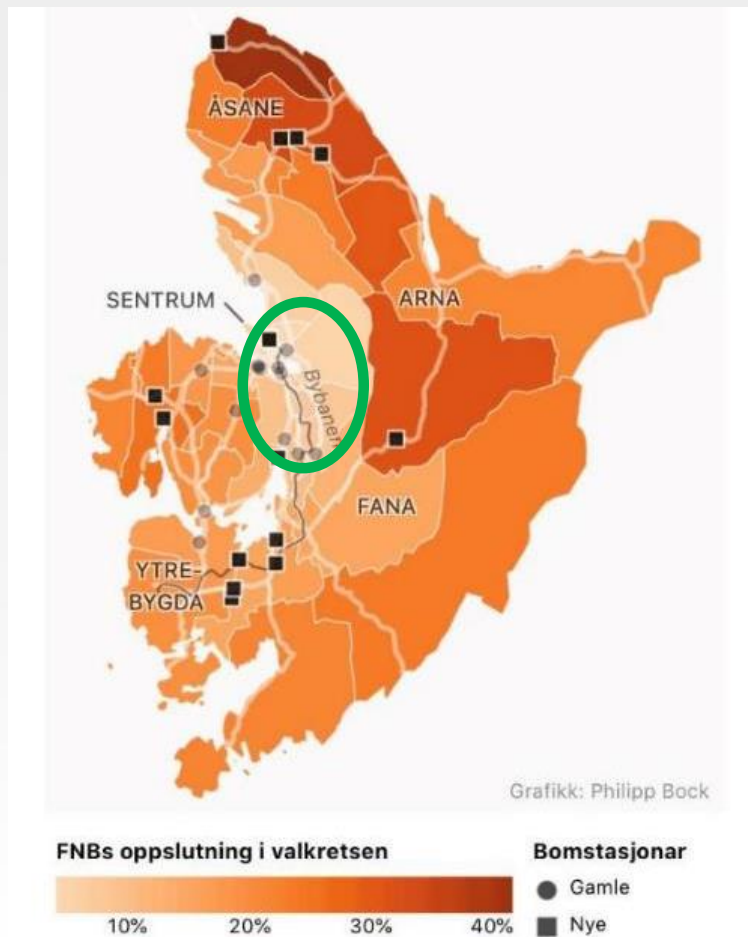 ÅSANE
SENTRUM
ARNA
Bybanen
FANA
YTRE-
BYGDA
Grafikk: Philipp Bock
FNBs oppslutning i valkretsen
Bomstasjonar
10% 20% 30% 40%
Gamle
Nye